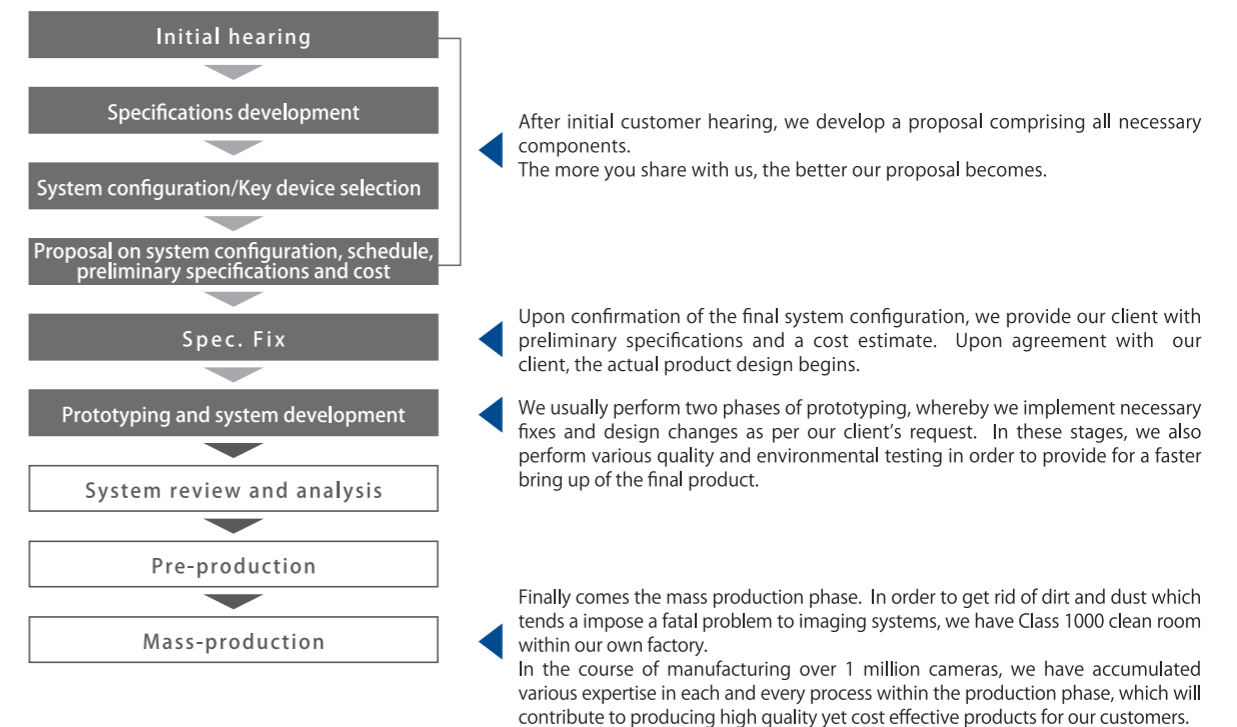 Initial hearing
Specifications development
System configuration/Key device selection
Proposal on system configuration, schedule,
preliminary specifications and cost
After initial customer hearing, we develop a proposal comprising all necessary
components.
The more you share with us, the better our proposal becomes.
Spec. Fix
Upon confirmation of the final system configuration, we provide our client with
preliminary specifications and a cost estimate. Upon agreement with our
client, the actual product design begins.
Prototyping and system development
We usually perform two phases of prototyping, whereby we implement necessary
fixes and design changes as per our client's request. In these stages, we also
perform various quality and environmental testing in order to provide for a faster
bring up of the final product.
System review and analysis
Pre-production
Mass-production
Finally comes the mass production phase. In order to get rid of dirt and dust which
tends a impose a fatal problem to imaging systems, we have Class 1000 clean room
within our own factory.
In the course of manufacturing over 1 million cameras, we have accumulated
various expertise in each and every process within the production phase, which will
contribute to producing high quality yet cost effective products for our customers.